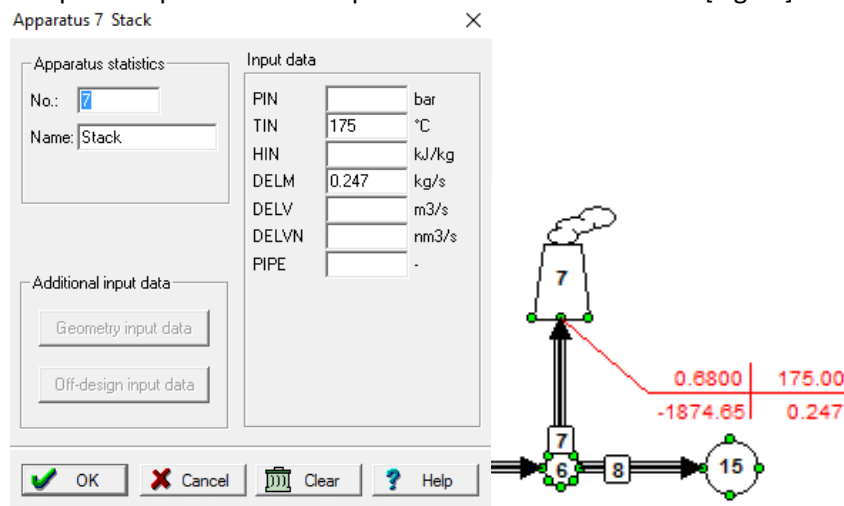 Apparatus 7 Stack
Apparatus statistics
No.: 7
Name: Stack
Additional input data
Geometry input data
Off-design input data
Input data
PIN bar
TIN 175 °C
HIN kJ/kg
DELM 0.247 kg/s
DELV m3/s
DELVN nm3/s
PIPE -
OK Cancel Clear Help
7
0.6800 175.00
-1874.65 0.247
7
6 8 15